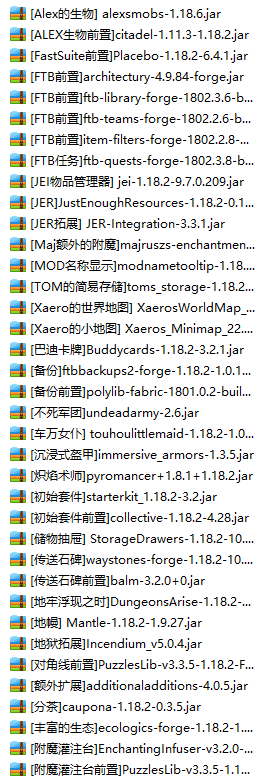 [Alex的生物] alexsmobs-1.18.6.jar
[ALEX生物前置]citadel-1.11.3-1.18.2.jar
[FastSuite前置]Placebo-1.18.2-6.4.1.jar
[FTB前置]architectury-4.9.84-forge.jar
[FTB前置]ftb-library-forge-1802.3.6-b...
[FTB前置]ftb-teams-forge-1802.2.6-b...
[FTB前置]item-filters-forge-1802.2.8-...
[FTB任务]ftb-quests-forge-1802.3.8-b...
[JEI物品管理器] jei-1.18.2-9.7.0.209.jar
[JER]JustEnoughResources-1.18.2-0.1...
[JER拓展] JER-Integration-3.3.1.jar
[Maj额外的附魔]majruszs-enchantmen...
[MOD名称显示]modnametooltip-1.18....
[TOM的简易存储]toms_storage-1.18.2...
[Xaero的世界地图] XaerosWorldMap_...
[Xaero的小地图] Xaeros_Minimap_22....
[巴迪卡牌]Buddycards-1.18.2-3.2.1.jar
[备份]ftbbackups2-forge-1.18.2-1.0.1...
[备份前置]polylib-fabric-1801.0.2-buil...
[不死军团]undeadarmy-2.6.jar
[车万女仆] touhoulittlemaid-1.18.2-1.0...
[沉浸式盔甲]immersive_armors-1.3.5.jar
[炽焰术师]pyromancer+1.8.1+1.18.2.jar
[初始套件]starterkit_1.18.2-3.2.jar
[初始套件前置]collective-1.18.2-4.28.jar
[储物抽屉] StorageDrawers-1.18.2-10....
[传送石碑]waystones-forge-1.18.2-10....
[传送石碑前置]balm-3.2.0+0.jar
[地牢浮现之时]DungeonsArise-1.18.2-...
[地幔] Mantle-1.18.2-1.9.27.jar
[地狱拓展]Incendium_v5.0.4.jar
[对角线前置]PuzzlesLib-v3.3.5-1.18.2-F...
[额外扩展]additionaladditions-4.0.5.jar
[分茶]caupona-1.18.2-0.3.5.jar
[丰富的生态]ecologics-forge-1.18.2-1....
[附魔灌注台]EnchantingInfuser-v3.2.0-...
[附魔灌注台前置]PuzzlesLib-v3.3.5-1.1...